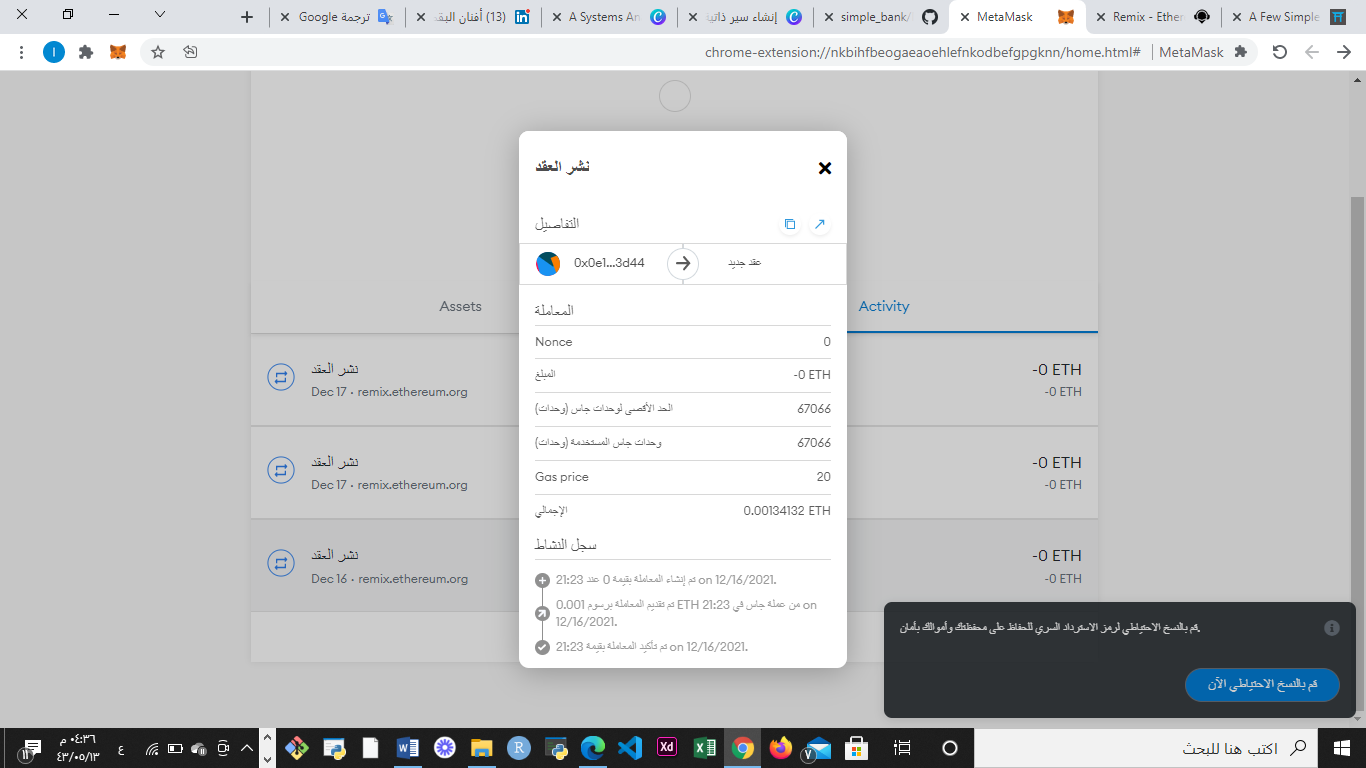 ترجمة Google
(13) أفنان البق
A Systems An
إنشاء سير ذاتية
simple_bank/
MetaMask
Remix - Ether
A Few Simple
I
chrome-extension://nkbihfbeogaeaoehlefnkodbefgpgknn/home.html#
MetaMask
نشر العقد
التفاصيل
0x0e1...3d44
عقد جديد
Assets
Activity
المعاملة
Nonce 0
المبلغ -0 ETH
الحد الأقصى لوحدات جاس (وحدات) 67066
وحدات جاس المستخدمة (وحدات) 67066
Gas price 20
الإجمالي 0.00134132 ETH
سجل النشاط
تم إنشاء المعاملة بقيمة 0 عند 21:23 on 12/16/2021.
تم تقديم المعاملة برسوم 0.001 ETH من عملة جاس في 21:23 on
12/16/2021.
تم تأكيد المعاملة بقيمة 21:23 on 12/16/2021.
نشر العقد -0 ETH
Dec 17 · remix.ethereum.org -0 ETH
نشر العقد -0 ETH
Dec 17 · remix.ethereum.org -0 ETH
نشر العقد -0 ETH
Dec 16 · remix.ethereum.org -0 ETH
قم بالنسخ الاحتياطي لرمز الاسترداد السري للحفاظ على محفظتك وأموالك بأمان.
قم بالنسخ الاحتياطي الآن
اكتب هنا للبحث
ع
٠٤:٣٦ م
٤٣/٠٥/١٣